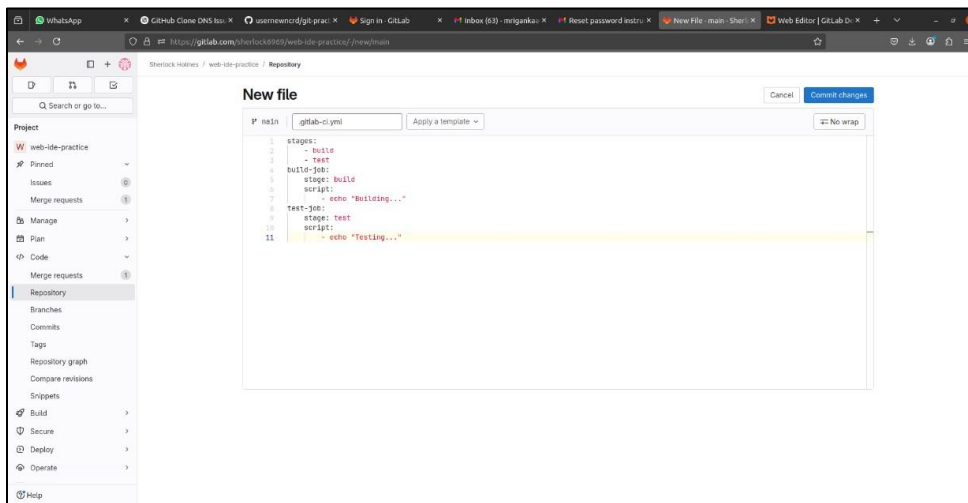 WhatsApp
GitHub Clone DNS Issu
usernewncrd/git-pract
Sign in · GitLab
Inbox (63) - mrigankaa
Reset password instru
New File · main · Sherl
Web Editor | GitLab Do
https://gitlab.com/sherlock6969/web-ide-practice/-/new/main
Sherlock Holmes / web-ide-practice / Repository
Search or go to...
Project
W web-ide-practice
Pinned
Issues 0
Merge requests 1
Manage
Plan
Code
Merge requests 1
Repository
Branches
Commits
Tags
Repository graph
Compare revisions
Snippets
Build
Secure
Deploy
Operate
Help
New file
Cancel
Commit changes
main
.gitlab-ci.yml
Apply a template
No wrap
1 stages:
2 - build
3 - test
4 build-job:
5 stage: build
6 script:
7 - echo "Building..."
8 test-job:
9 stage: test
10 script:
11 - echo "Testing..."